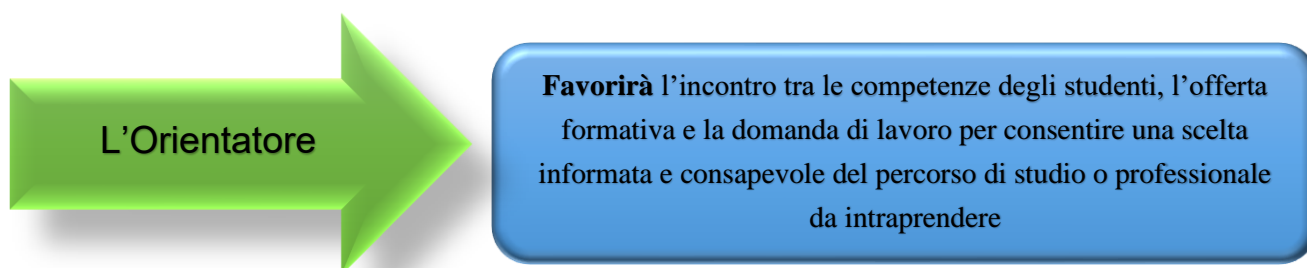 L’Orientatore
Favorirà l’incontro tra le competenze degli studenti, l’offerta
formativa e la domanda di lavoro per consentire una scelta
informata e consapevole del percorso di studio o professionale
da intraprendere